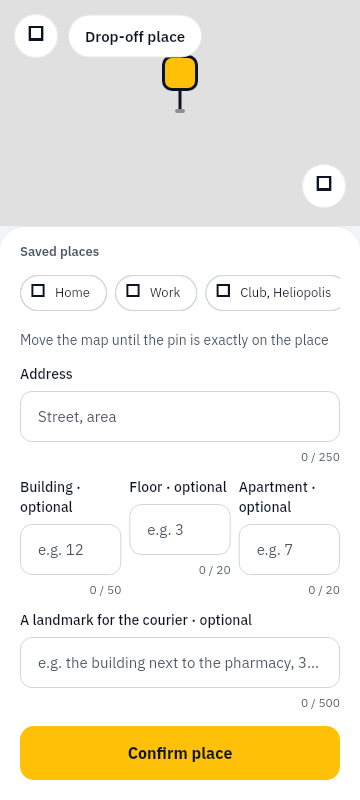 Drop-off place
Saved places
Home
Work
Club, Heliopolis
Move the map until the pin is exactly on the place
Address
Street, area
0 / 250
Building ·
optional
Floor · optional
Apartment ·
optional
e.g. 12
e.g. 3
e.g. 7
0 / 50
0 / 20
0 / 20
A landmark for the courier · optional
e.g. the building next to the pharmacy, 3...
0 / 500
Confirm place